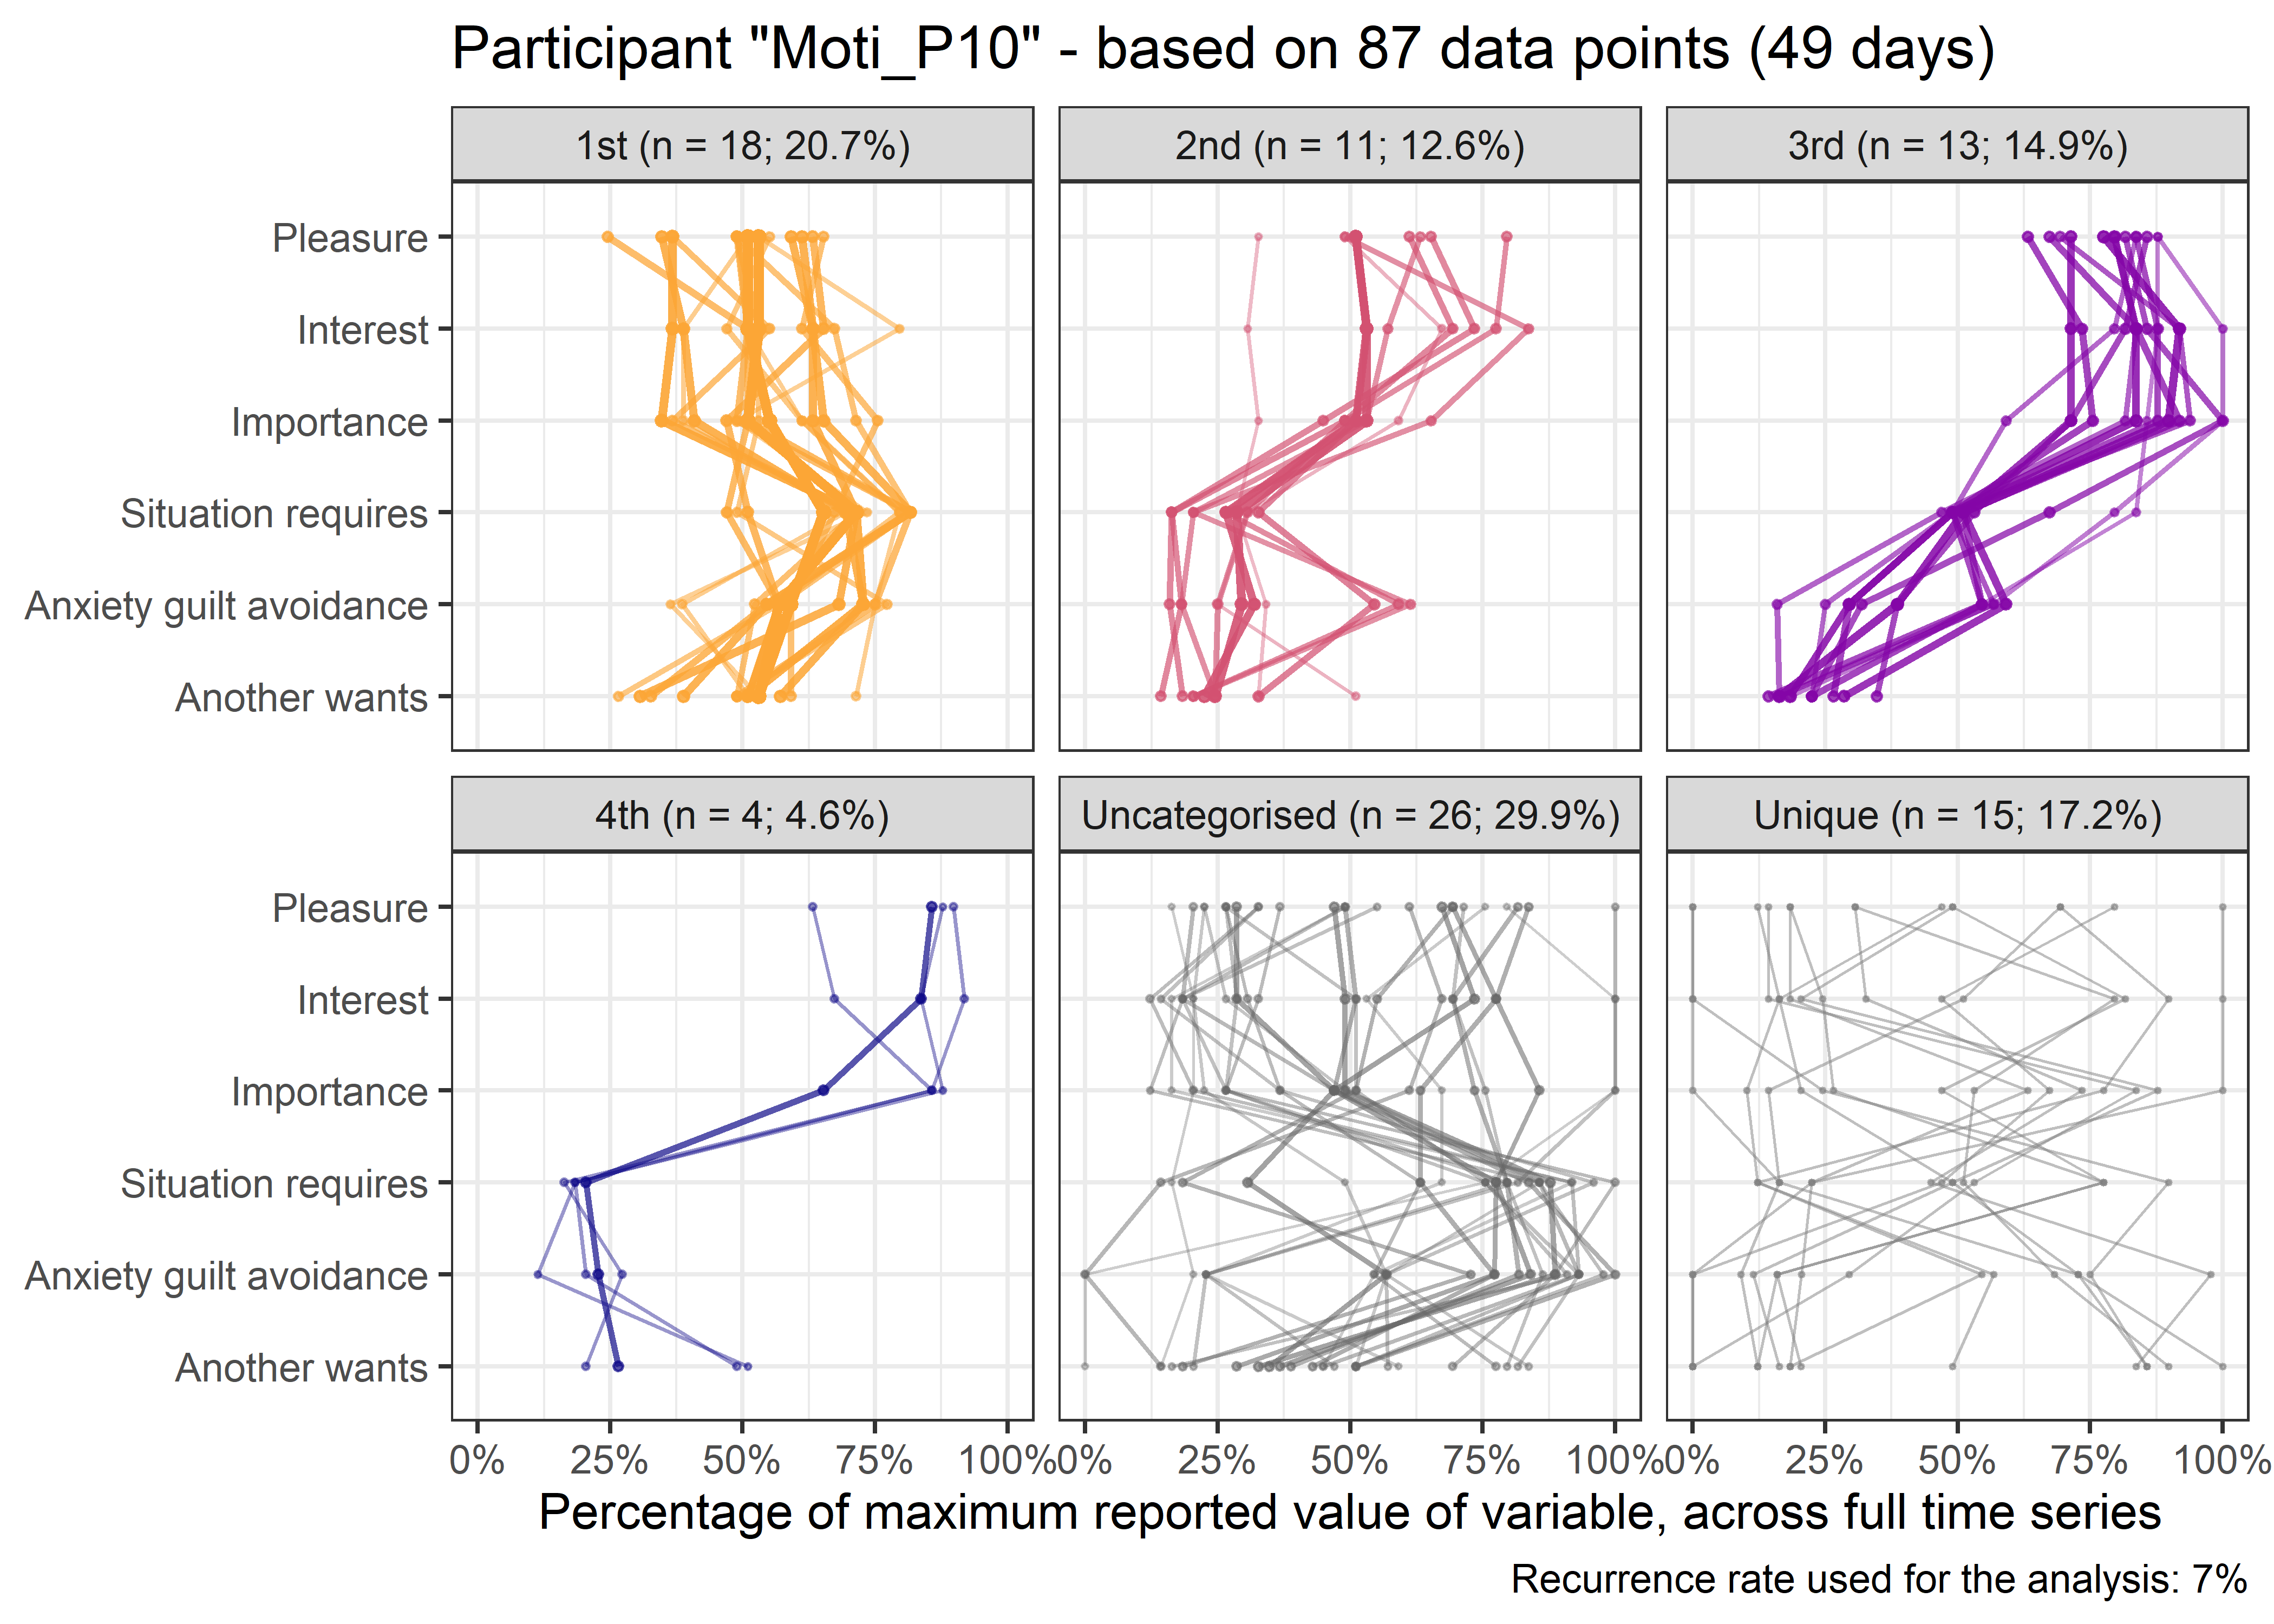 Participant "Moti_P10" - based on 87 data points (49 days)
1st (n = 18; 20.7%)
2nd (n = 11; 12.6%)
3rd (n = 13; 14.9%)
Pleasure
Interest
Importance
Situation requires
Anxiety guilt avoidance
Another wants
4th (n = 4; 4.6%)
Uncategorised (n = 26; 29.9%)
Unique (n = 15; 17.2%)
Pleasure
Interest
Importance
Situation requires
Anxiety guilt avoidance
Another wants
0% 25% 50% 75% 100%
0% 25% 50% 75% 100%
0% 25% 50% 75% 100%
Percentage of maximum reported value of variable, across full time series
Recurrence rate used for the analysis: 7%